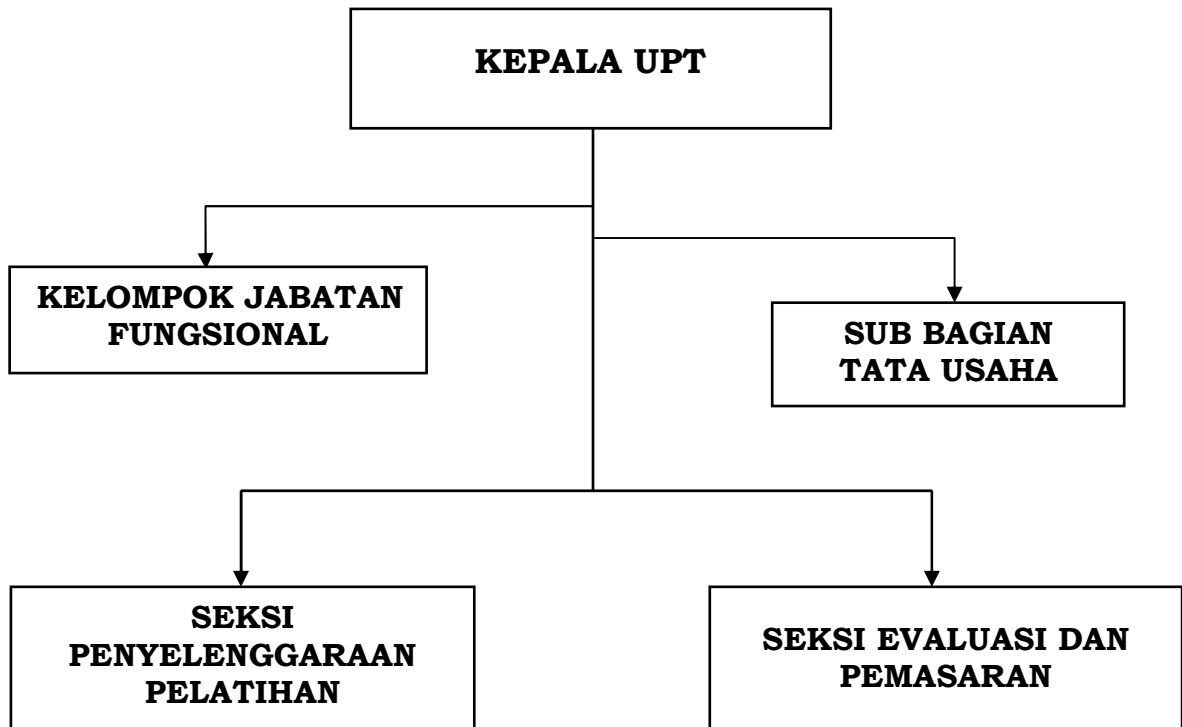 KEPALA UPT
KELOMPOK JABATAN
FUNGSIONAL
SUB BAGIAN
TATA USAHA
SEKSI
PENYELENGGARAAN
PELATIHAN
SEKSI EVALUASI DAN
PEMASARAN